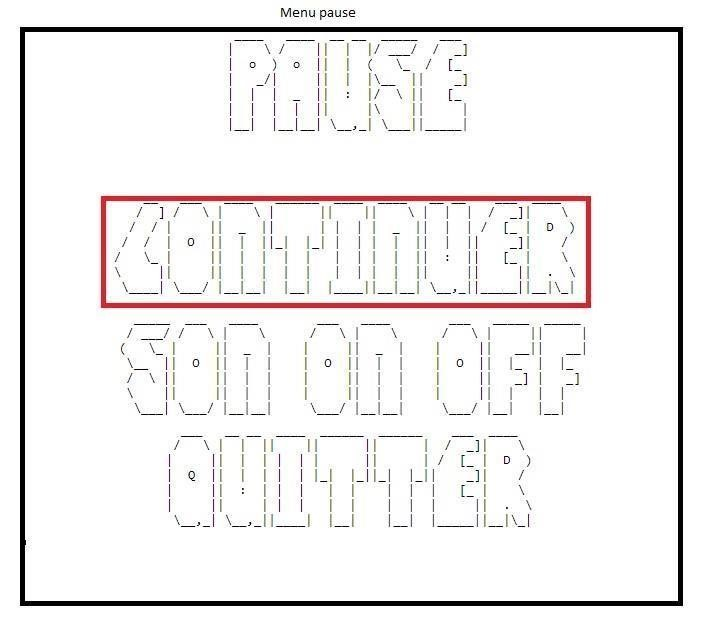 Menu pause
PAUSE
CONTINUER
SON ON OFF
QUITTER